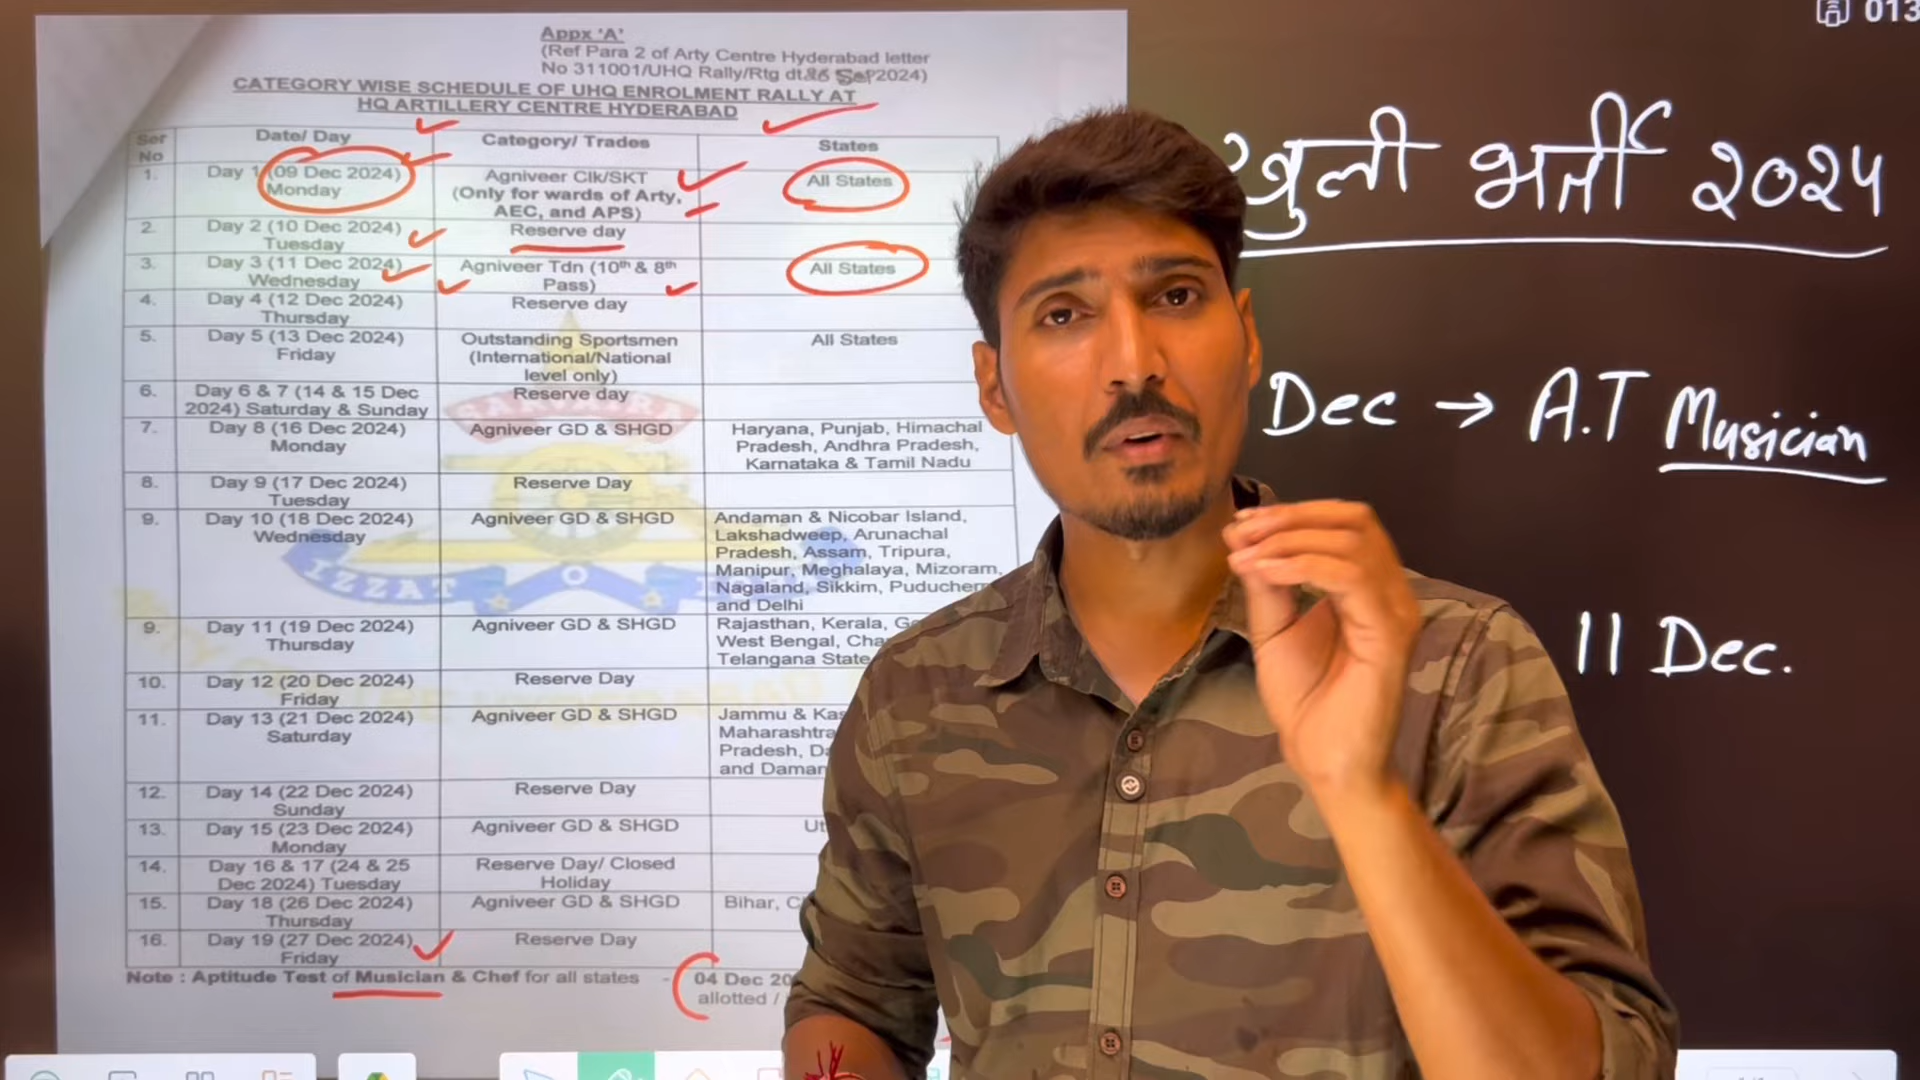 013
Appx 'A'
(Ref Para 2 of Arty Centre Hyderabad letter
No 311001/UHQ Rally/Rtg dt 26 Sep 2024)
CATEGORY WISE SCHEDULE OF UHQ ENROLMENT RALLY AT
HQ ARTILLERY CENTRE HYDERABAD
Ser No Date/ Day Category/ Trades States
1. Day 1 (09 Dec 2024) Monday Agniveer Clk/SKT (Only for wards of Arty, AEC, and APS) All States
2. Day 2 (10 Dec 2024) Tuesday Reserve day
3. Day 3 (11 Dec 2024) Wednesday Agniveer Tdn (10th & 8th Pass) All States
4. Day 4 (12 Dec 2024) Thursday Reserve day
5. Day 5 (13 Dec 2024) Friday Outstanding Sportsmen (International/National level only) All States
6. Day 6 & 7 (14 & 15 Dec 2024) Saturday & Sunday Reserve day
7. Day 8 (16 Dec 2024) Monday Agniveer GD & SHGD Haryana, Punjab, Himachal Pradesh, Andhra Pradesh, Karnataka & Tamil Nadu
8. Day 9 (17 Dec 2024) Tuesday Reserve Day
9. Day 10 (18 Dec 2024) Wednesday Agniveer GD & SHGD Andaman & Nicobar Island, Lakshadweep, Arunachal Pradesh, Assam, Tripura, Manipur, Meghalaya, Mizoram, Nagaland, Sikkim, Puducher and Delhi
9. Day 11 (19 Dec 2024) Thursday Agniveer GD & SHGD Rajasthan, Kerala, West Bengal, Telangana State
10. Day 12 (20 Dec 2024) Friday Reserve Day
11. Day 13 (21 Dec 2024) Saturday Agniveer GD & SHGD Jammu & Maharashtra Pradesh, and Daman
12. Day 14 (22 Dec 2024) Sunday Reserve Day
13. Day 15 (23 Dec 2024) Monday Agniveer GD & SHGD
14. Day 16 & 17 (24 & 25 Dec 2024) Tuesday Reserve Day/ Closed Holiday
15. Day 18 (26 Dec 2024) Thursday Agniveer GD & SHGD Bihar,
16. Day 19 (27 Dec 2024) Friday Reserve Day
Note : Aptitude Test of Musician & Chef for all states - 04 Dec 20
allotted /
IZZAT
खुली भर्ती २०२४
Dec → A.T Musician
11 Dec.